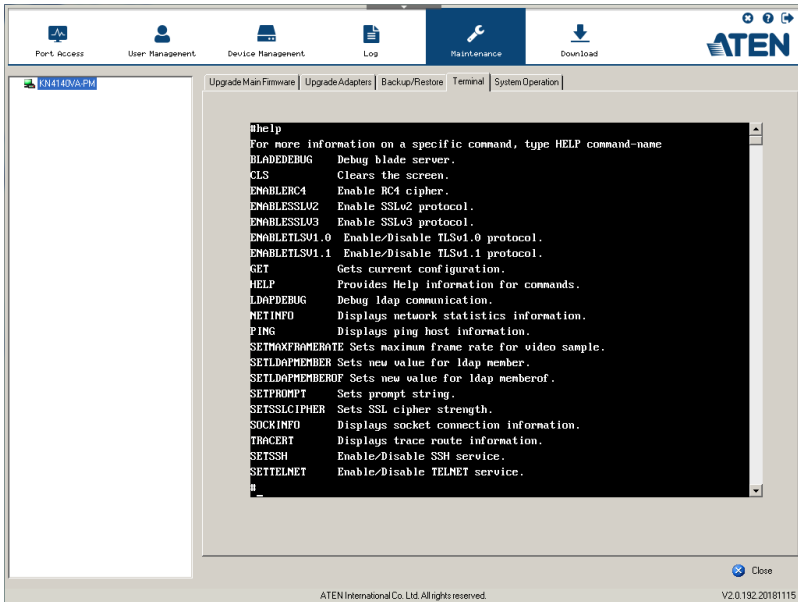 Port Access User Management Device Management Log Maintenance Download ATEN
KN4140VA-PM
Upgrade Main Firmware Upgrade Adapters Backup/Restore Terminal System Operation
#help
For more information on a specific command, type HELP command-name
BLADEDEBUG Debug blade server.
CLS Clears the screen.
ENABLERC4 Enable RC4 cipher.
ENABLESSLV2 Enable SSLv2 protocol.
ENABLESSLV3 Enable SSLv3 protocol.
ENABLETLSV1.0 Enable/Disable TLSv1.0 protocol.
ENABLETLSV1.1 Enable/Disable TLSv1.1 protocol.
GET Gets current configuration.
HELP Provides Help information for commands.
LDAPDEBUG Debug ldap communication.
NETINFO Displays network statistics information.
PING Displays ping host information.
SETMAXFRAMERATE Sets maximum frame rate for video sample.
SETLDAPMEMBER Sets new value for ldap member.
SETLDAPMEMBEROF Sets new value for ldap memberof.
SETPROMPT Sets prompt string.
SETSSLCIPHER Sets SSL cipher strength.
SOCKINFO Displays socket connection information.
TRACERT Displays trace route information.
SETSSH Enable/Disable SSH service.
SETTELNET Enable/Disable TELNET service.
#_
Close
ATEN International Co. Ltd. All rights reserved. V2.0.192.20181115